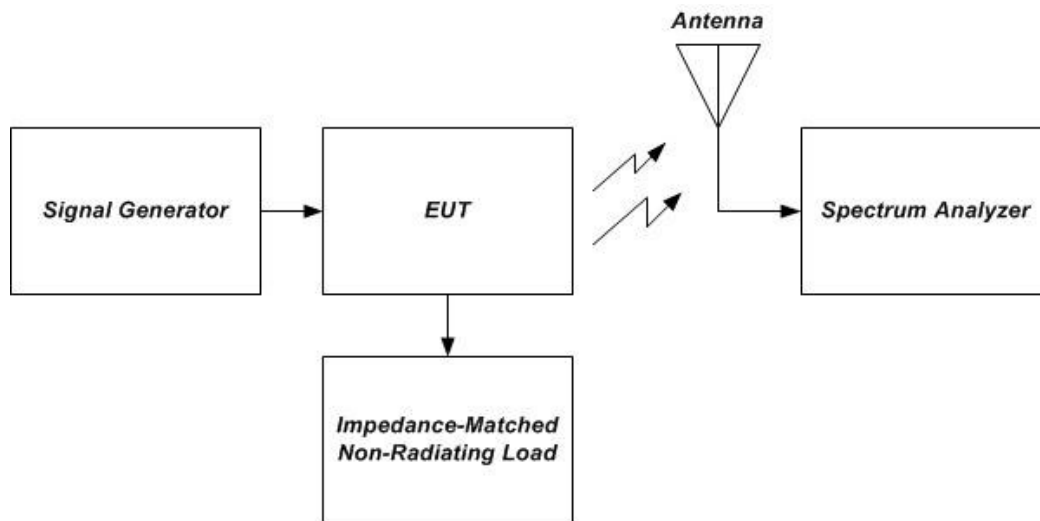 Antenna
Signal Generator
EUT
Spectrum Analyzer
Impedance-Matched
Non-Radiating Load